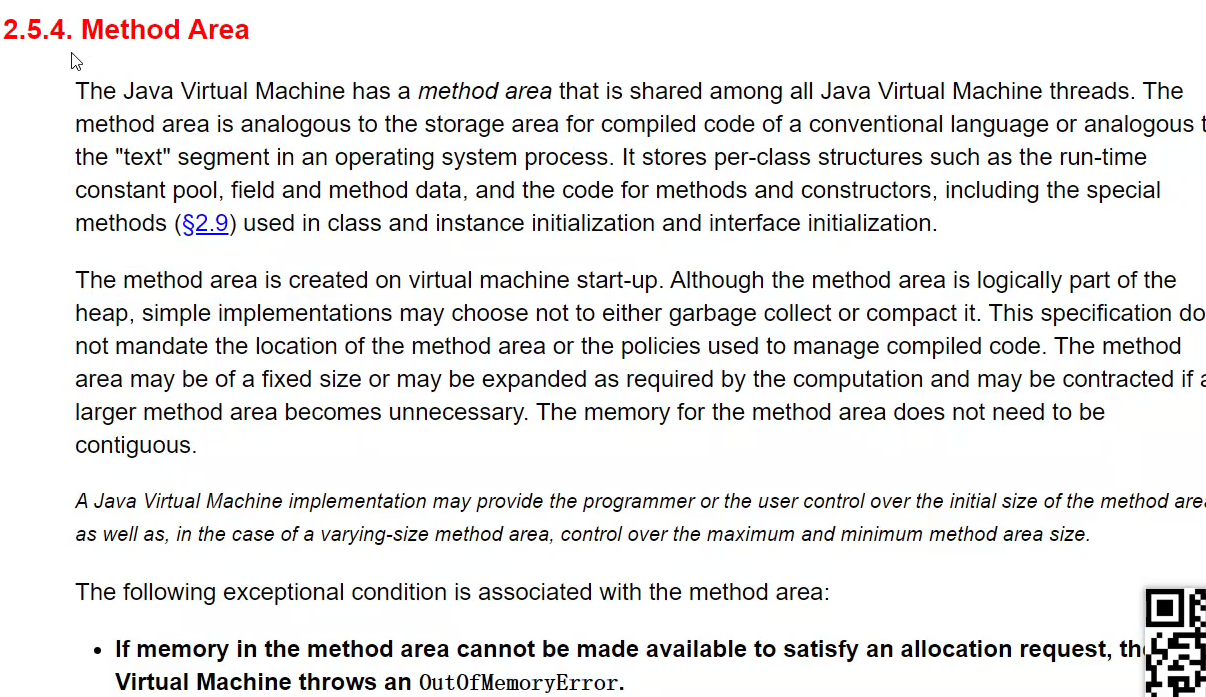 2.5.4. Method Area
The Java Virtual Machine has a method area that is shared among all Java Virtual Machine threads. The
method area is analogous to the storage area for compiled code of a conventional language or analogous t
the "text" segment in an operating system process. It stores per-class structures such as the run-time
constant pool, field and method data, and the code for methods and constructors, including the special
methods (§2.9) used in class and instance initialization and interface initialization.
The method area is created on virtual machine start-up. Although the method area is logically part of the
heap, simple implementations may choose not to either garbage collect or compact it. This specification do
not mandate the location of the method area or the policies used to manage compiled code. The method
area may be of a fixed size or may be expanded as required by the computation and may be contracted if a
larger method area becomes unnecessary. The memory for the method area does not need to be
contiguous.
A Java Virtual Machine implementation may provide the programmer or the user control over the initial size of the method area
as well as, in the case of a varying-size method area, control over the maximum and minimum method area size.
The following exceptional condition is associated with the method area:
• If memory in the method area cannot be made available to satisfy an allocation request, th
Virtual Machine throws an OutOfMemoryError.